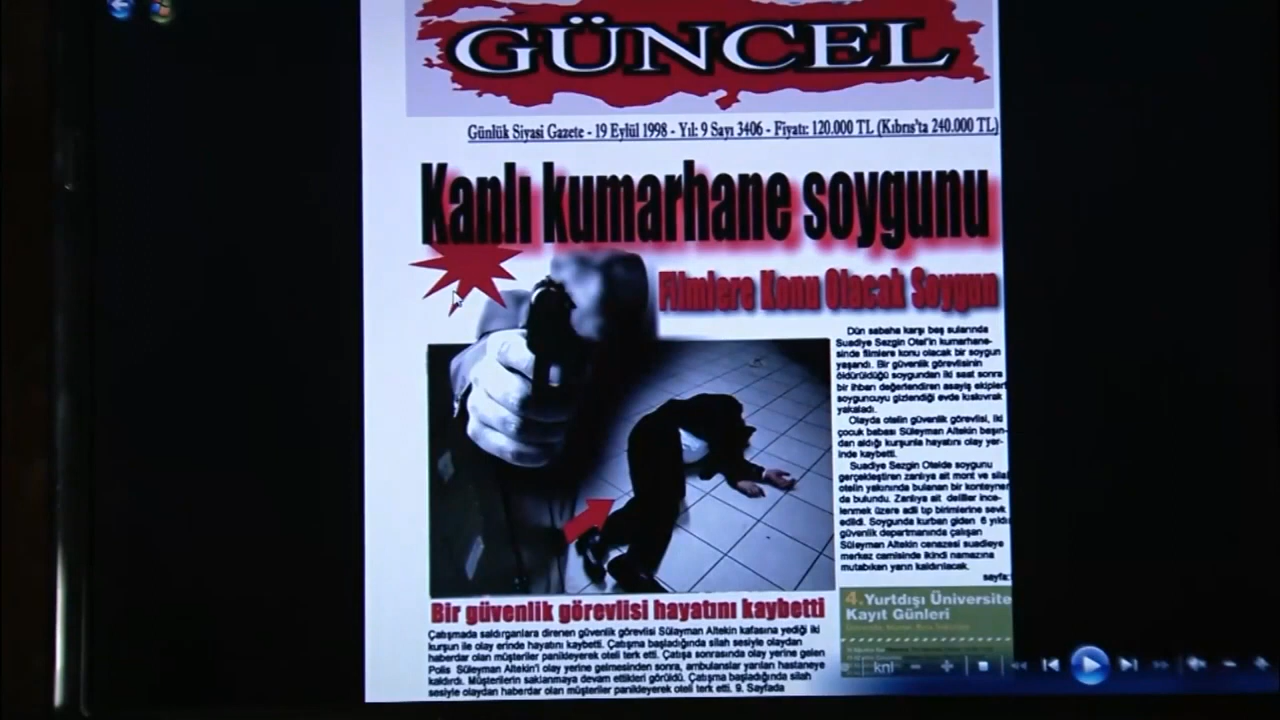 GÜNCEL
Günlük Siyasi Gazete - 19 Eylül 1998 - Yıl: 9 Sayı 3406 - Fiyatı: 120.000 TL (Kıbrıs'ta 240.000 TL)
Kanlı kumarhane soygunu
Filmlere Konu Olacak Soygun
Dün sabaha karşı beş sularında
Suadiye Sezgin Otel'in kumarhane-
sinde filmlere konu olacak bir soygun
yaşandı. Bir güvenlik görevlisinin
öldürüldüğü soygundan iki saat sonra
bir ihbarı değerlendiren asayiş ekipleri
soyguncuyu gizlendiği evde kıskıvrak
yakaladı.
Olayda otelin güvenlik görevlisi, iki
çocuk babası Süleyman Altekin başın-
dan aldığı kurşunla hayatını olay yer-
inde kaybetti.
Suadiye Sezgin Otelde soygunu
gerçekleştiren zanlıya ait mont ve silah
otelin yakınında bulunan bir konteyner
da bulundu. Zanlıya ait deliller ince-
lenmek üzere adli tıp birimlerine sevk
edildi. Soygunda kurban giden 6 yıldı
güvenlik departmanında çalışan
Süleyman Altekin cenazesi suadieye
merkez camisinde ikindi namazına
mutabıkan yarın kaldırılacak.
sayfa:
Bir güvenlik görevlisi hayatını kaybetti
Çatışmada saldırganlara direnen güvenlik görevlisi Sülayman Altekin kafasına yediği iki
kurşun ile olay erinde hayatını kaybetti. Çatışma başladığında silah sesiyle olaydan
haberdar olan müşteriler panikleyerek oteli terk etti. Çatışa sonrasında olay yerine gelen
Polis Süleyman Altekin'i olay yerine gelmesinden sonra, ambulanslar yarılan hastaneye
kaldırdı. Müşterilerin saklanmaya devam ettikleri görüldü. Çatışma başladığında silah
sesiyle olaydan haberdar olan müşteriler panikleyerek oteli terk etti. 9. Sayfada
4.Yurtdışı Üniversite
Kayıt Günleri
knl